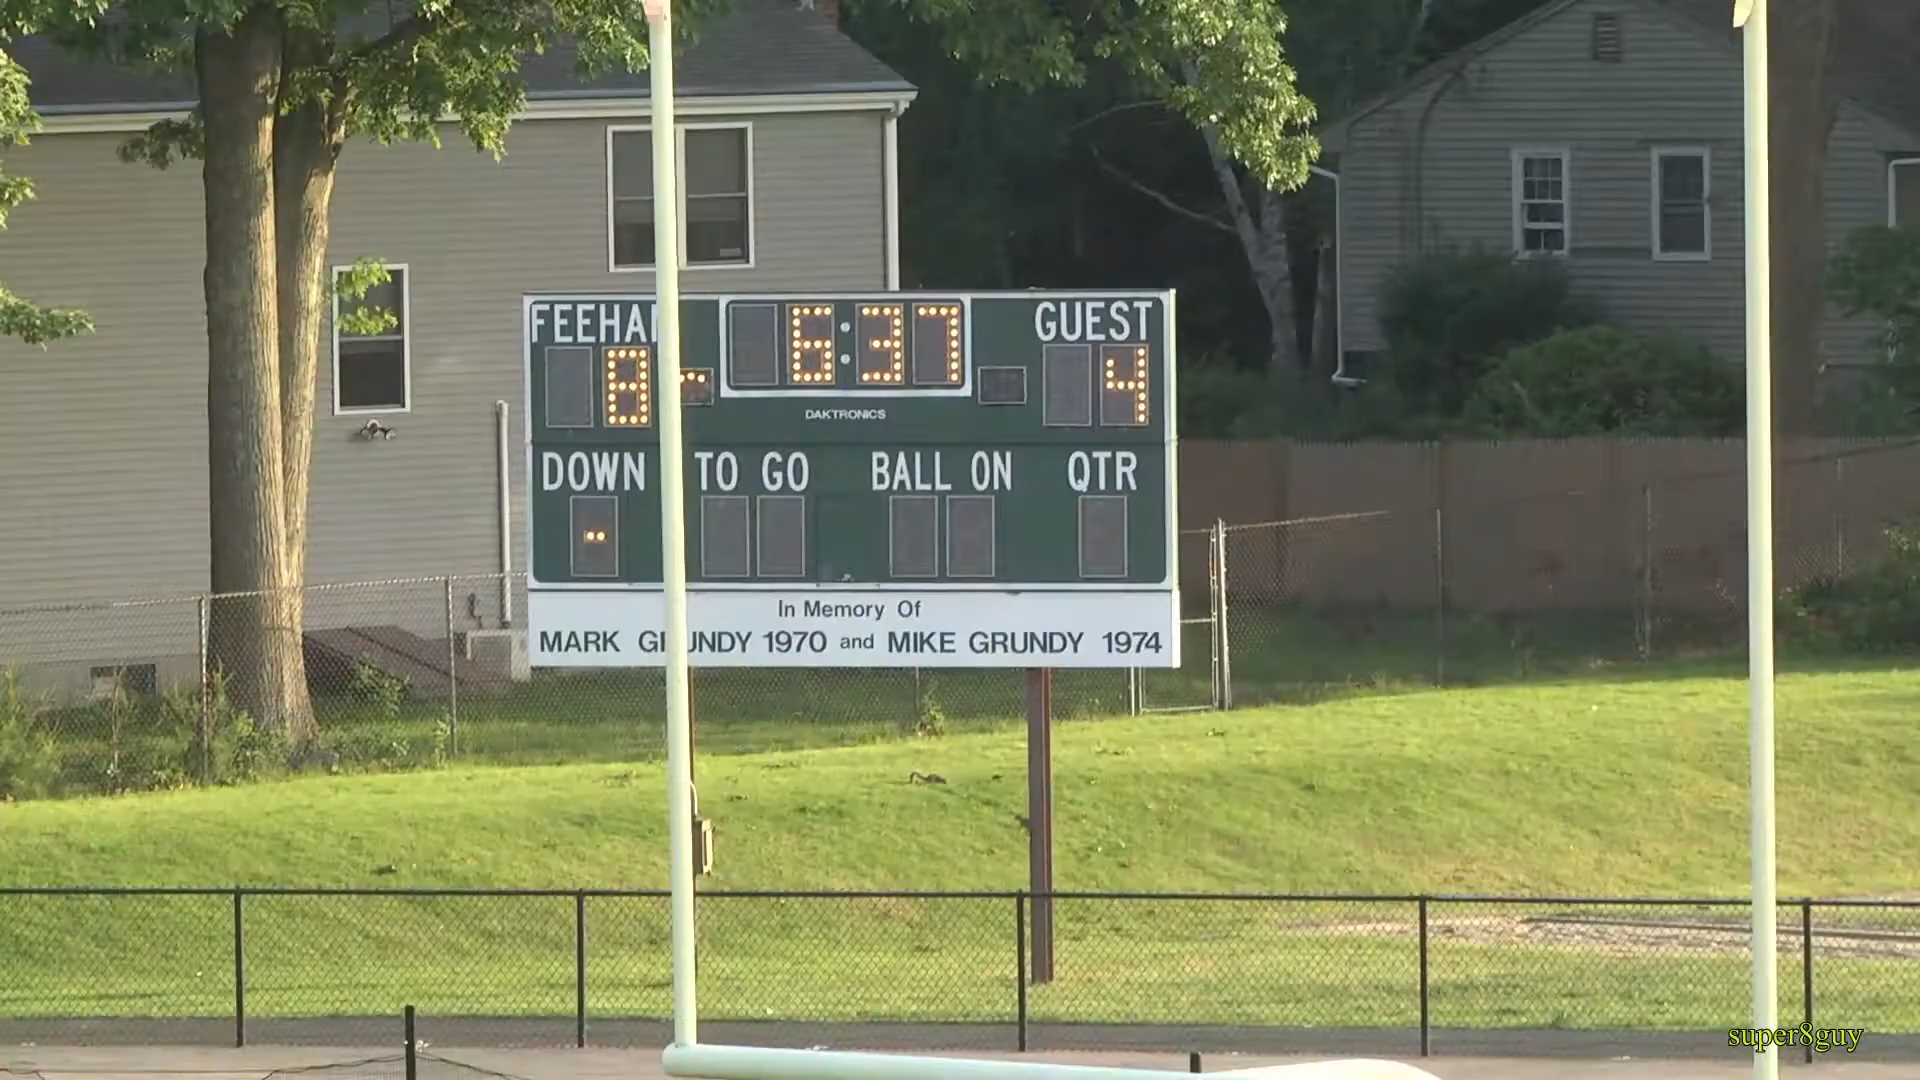 FEEHA
6:37
GUEST
8
4
DAKTRONICS
DOWN TO GO BALL ON QTR
In Memory Of
MARK GRUNDY 1970 and MIKE GRUNDY 1974
super8guy